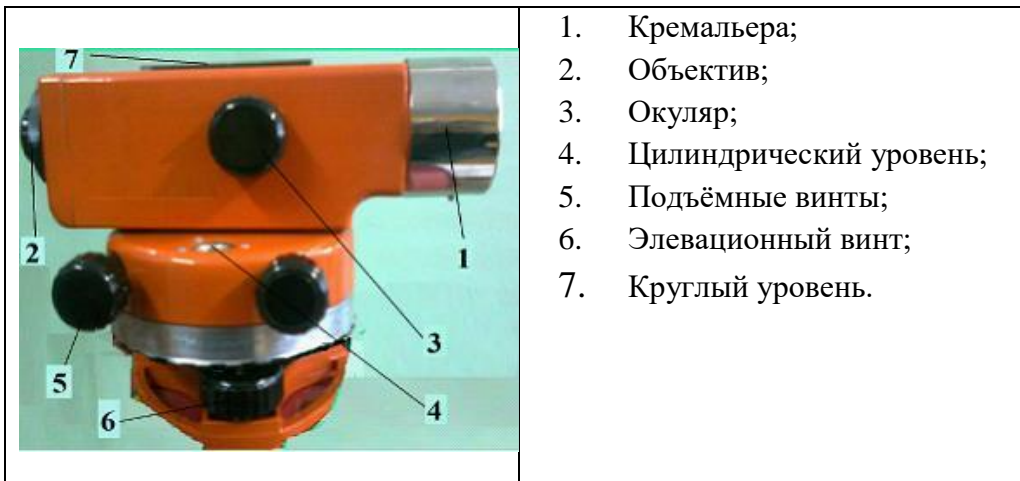 7
2
1
3
5
4
6
1. Кремальера;
2. Объектив;
3. Окуляр;
4. Цилиндрический уровень;
5. Подъёмные винты;
6. Элевационный винт;
7. Круглый уровень.